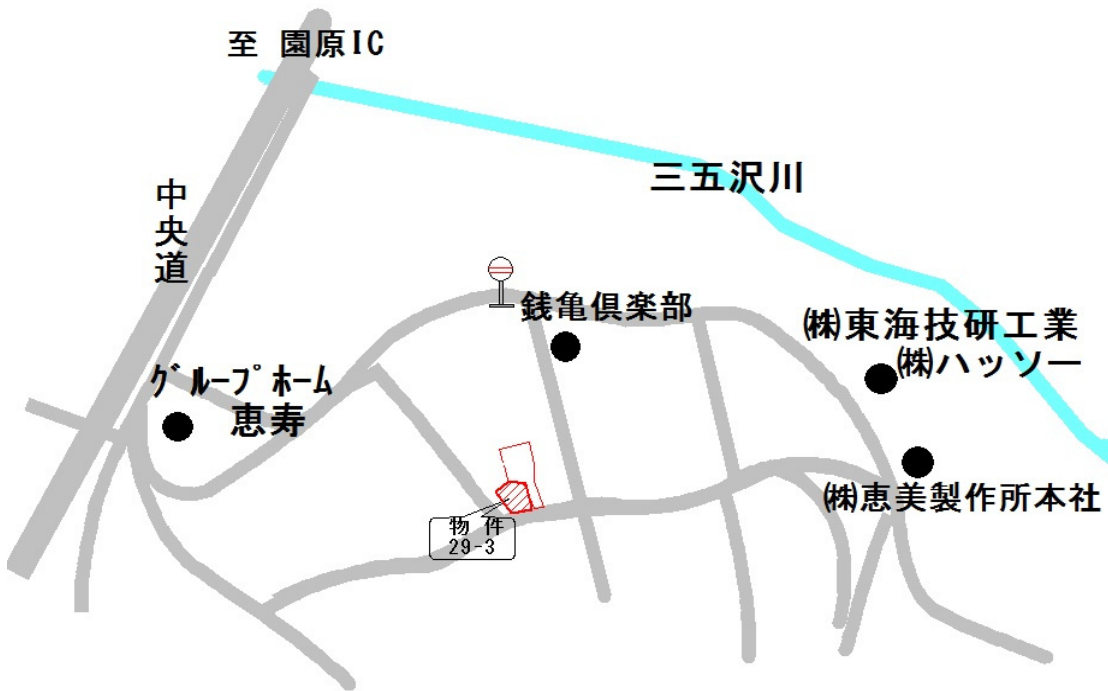 至 園原IC
三五沢川
中央道
銭亀倶楽部
㈱東海技研工業
㈱ハッソー
グループホーム
恵寿
㈱恵美製作所本社
物件
29-3